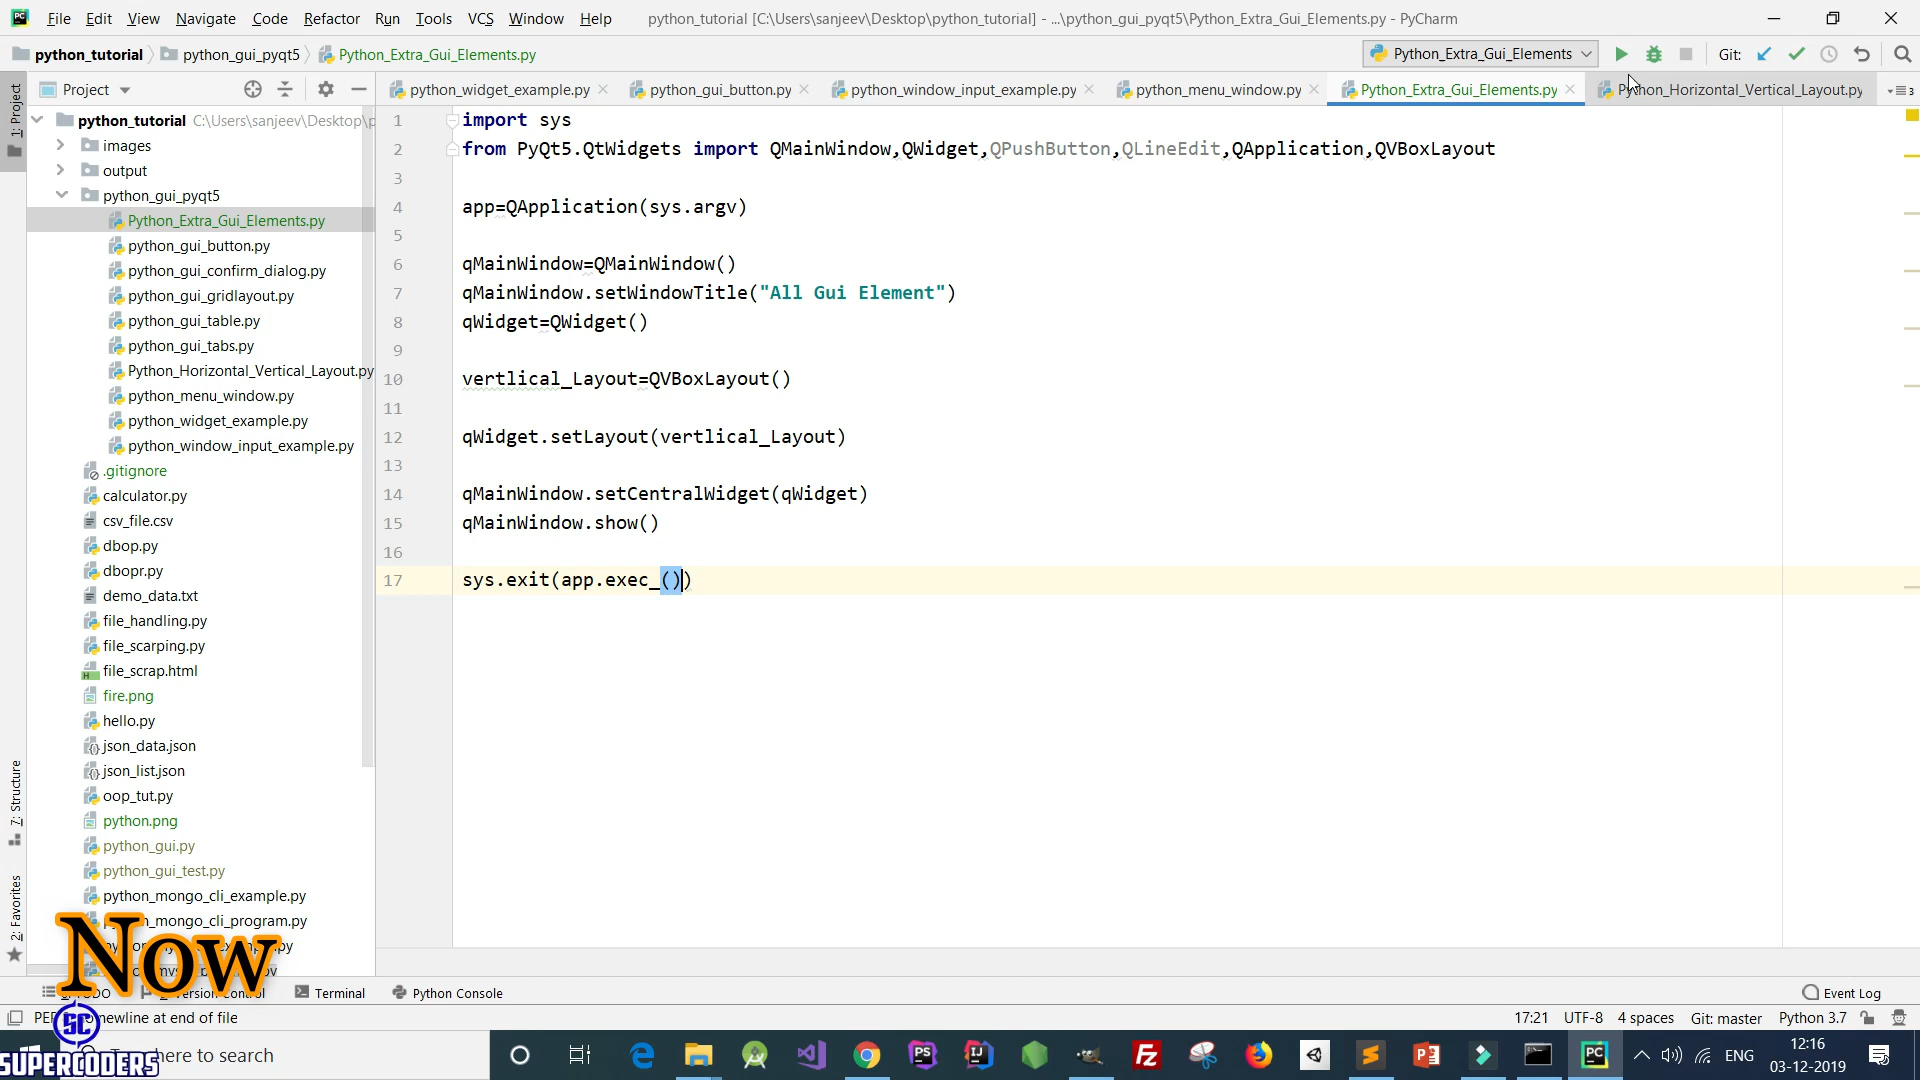 File Edit View Navigate Code Refactor Run Tools VCS Window Help python_tutorial [C:\Users\sanjeev\Desktop\python_tutorial] - ...\python_gui_pyqt5\Python_Extra_Gui_Elements.py - PyCharm
python_tutorial python_gui_pyqt5 Python_Extra_Gui_Elements.py Python_Extra_Gui_Elements Git:
Project python_widget_example.py python_gui_button.py python_window_input_example.py python_menu_window.py Python_Extra_Gui_Elements.py Python_Horizontal_Vertical_Layout.py 3
1: Project
7: Structure
2: Favorites
python_tutorial C:\Users\sanjeev\Desktop\p
images
output
python_gui_pyqt5
Python_Extra_Gui_Elements.py
python_gui_button.py
python_gui_confirm_dialog.py
python_gui_gridlayout.py
python_gui_table.py
python_gui_tabs.py
Python_Horizontal_Vertical_Layout.py
python_menu_window.py
python_widget_example.py
python_window_input_example.py
.gitignore
calculator.py
csv_file.csv
dbop.py
dbopr.py
demo_data.txt
file_handling.py
file_scarping.py
file_scrap.html
fire.png
hello.py
json_data.json
json_list.json
oop_tut.py
python.png
python_gui.py
python_gui_test.py
python_mongo_cli_example.py
n_mongo_cli_program.py
1 import sys
2 from PyQt5.QtWidgets import QMainWindow,QWidget,QPushButton,QLineEdit,QApplication,QVBoxLayout
3
4 app=QApplication(sys.argv)
5
6 qMainWindow=QMainWindow()
7 qMainWindow.setWindowTitle("All Gui Element")
8 qWidget=QWidget()
9
10 vertlical_Layout=QVBoxLayout()
11
12 qWidget.setLayout(vertlical_Layout)
13
14 qMainWindow.setCentralWidget(qWidget)
15 qMainWindow.show()
16
17 sys.exit(app.exec_())
Now
Terminal Python Console Event Log
newline at end of file 17:21 UTF-8 4 spaces Git: master Python 3.7
SC
SUPERCODERS
here to search ENG 12:16
03-12-2019